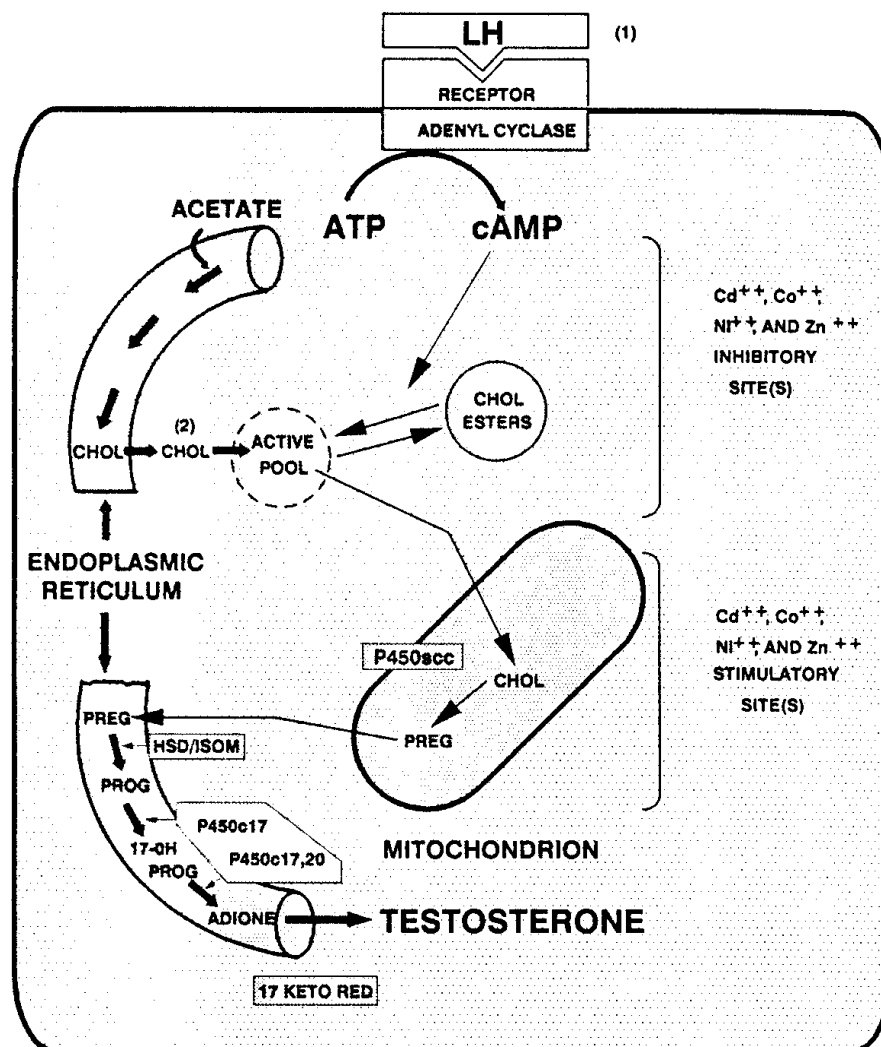 LH
(1)
RECEPTOR
ADENYL CYCLASE
ACETATE
ATP
cAMP
Cd++, Co++,
NI++, AND Zn++
INHIBITORY
SITE(S)
CHOL
ESTERS
(2)
CHOL
CHOL
ACTIVE
POOL
ENDOPLASMIC
RETICULUM
P450scc
CHOL
PREG
Cd++, Co++,
NI++, AND Zn++
STIMULATORY
SITE(S)
PREG
HSD/ISOM
PROG
P450c17
17-0H
PROG
P450c17,20
MITOCHONDRION
ADIONE
TESTOSTERONE
17 KETO RED